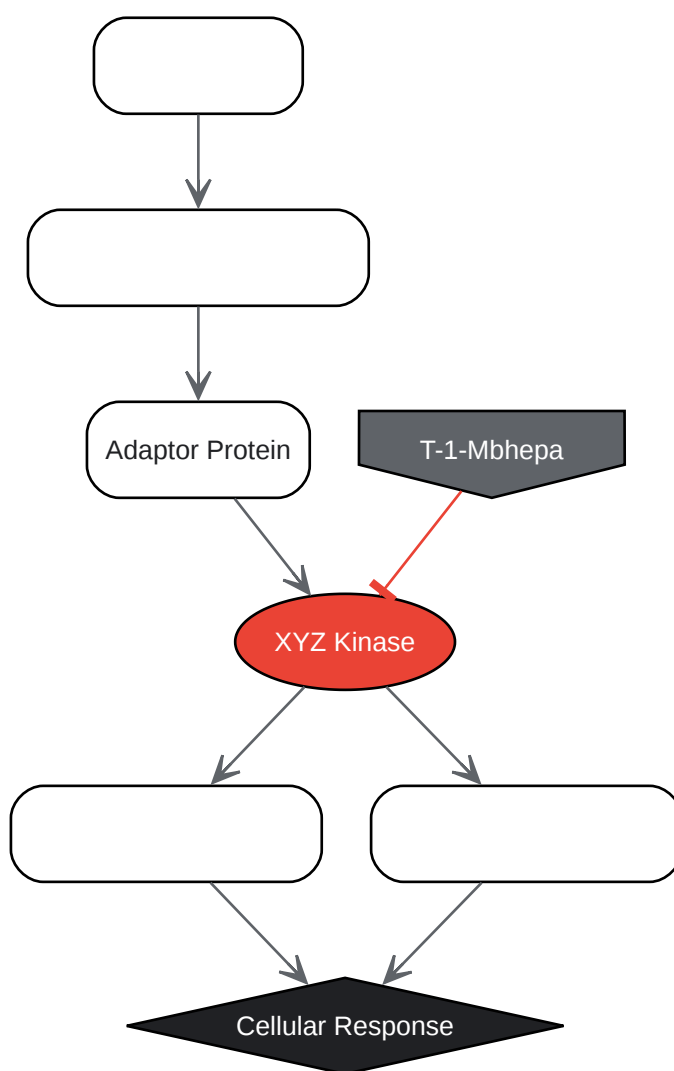 Adaptor Protein
T-1-Mbhepa
XYZ Kinase
Cellular Response